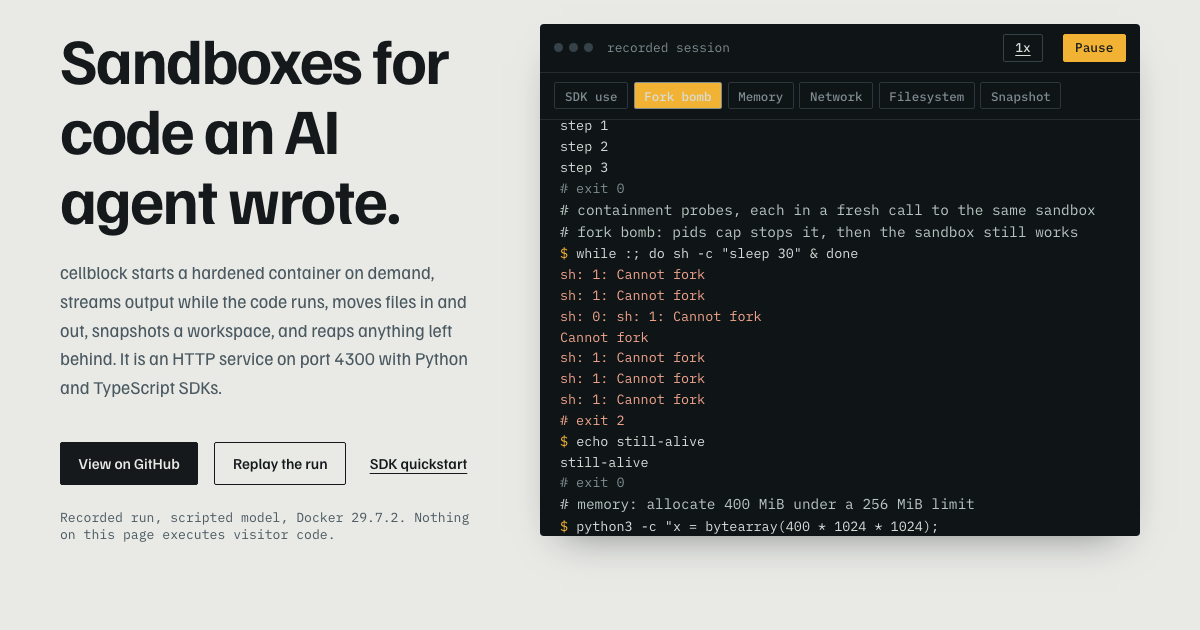 Sandboxes for
code an AI
agent wrote.
cellblock starts a hardened container on demand,
streams output while the code runs, moves files in and
out, snapshots a workspace, and reaps anything left
behind. It is an HTTP service on port 4300 with Python
and TypeScript SDKs.
View on GitHub
Replay the run
SDK quickstart
Recorded run, scripted model, Docker 29.7.2. Nothing
on this page executes visitor code.
recorded session
1x
Pause
SDK use
Fork bomb
Memory
Network
Filesystem
Snapshot
step 1
step 2
step 3
# exit 0
# containment probes, each in a fresh call to the same sandbox
# fork bomb: pids cap stops it, then the sandbox still works
$ while :; do sh -c "sleep 30" & done
sh: 1: Cannot fork
sh: 1: Cannot fork
sh: 0: sh: 1: Cannot fork
Cannot fork
sh: 1: Cannot fork
sh: 1: Cannot fork
sh: 1: Cannot fork
# exit 2
$ echo still-alive
still-alive
# exit 0
# memory: allocate 400 MiB under a 256 MiB limit
$ python3 -c "x = bytearray(400 * 1024 * 1024);